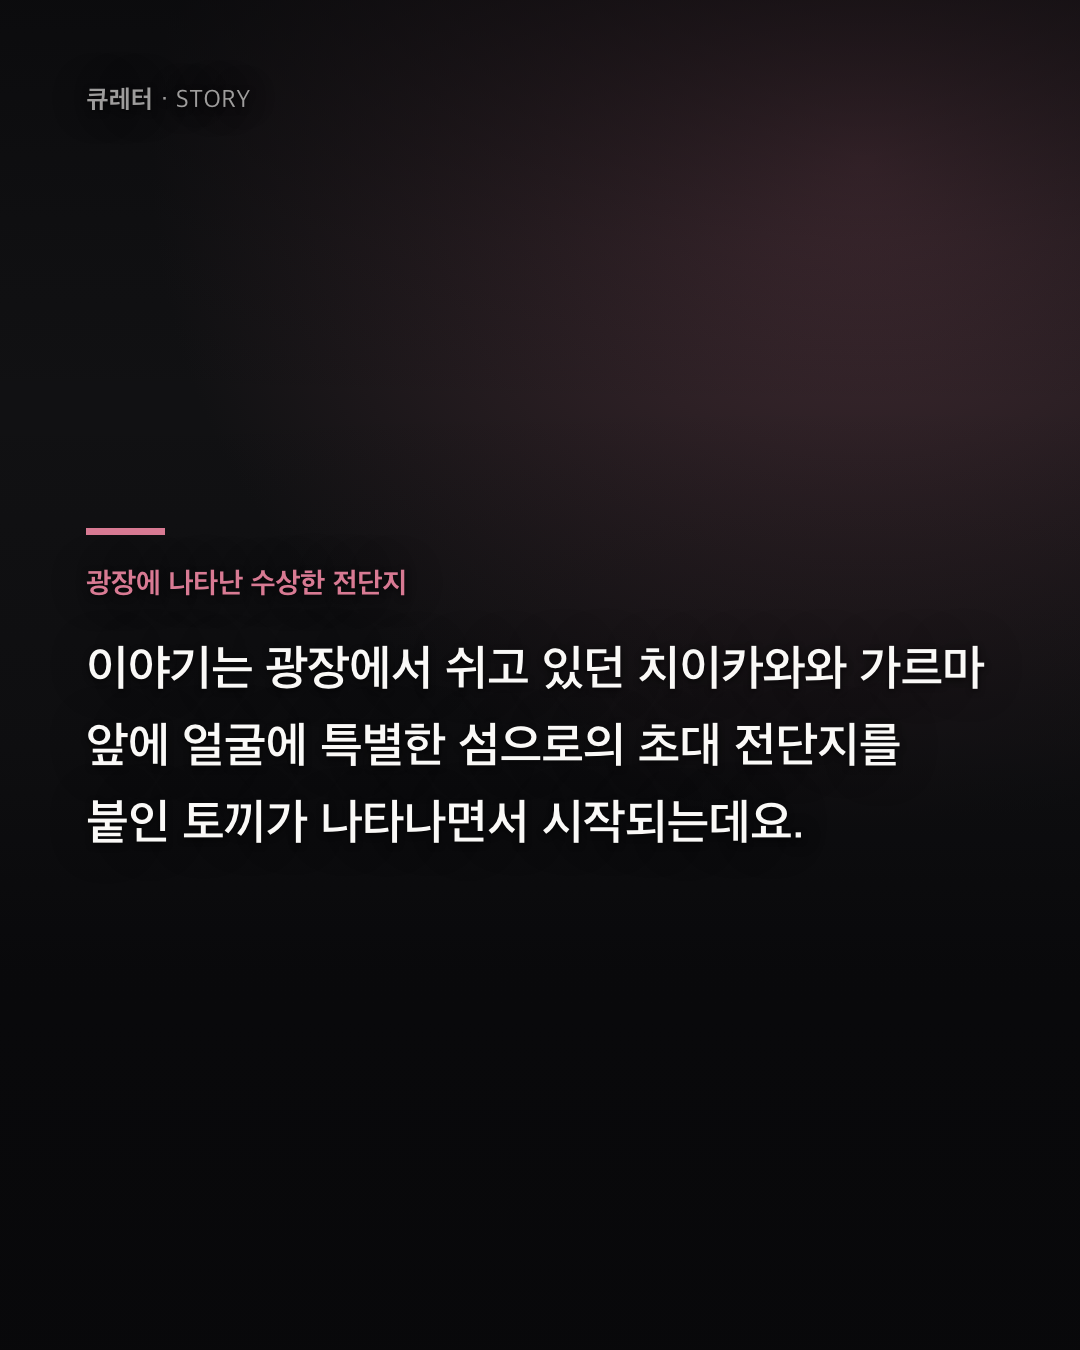 큐레터 · STORY
광장에 나타난 수상한 전단지
이야기는 광장에서 쉬고 있던 치이카와와 가르마
앞에 얼굴에 특별한 섬으로의 초대 전단지를
붙인 토끼가 나타나면서 시작되는데요.